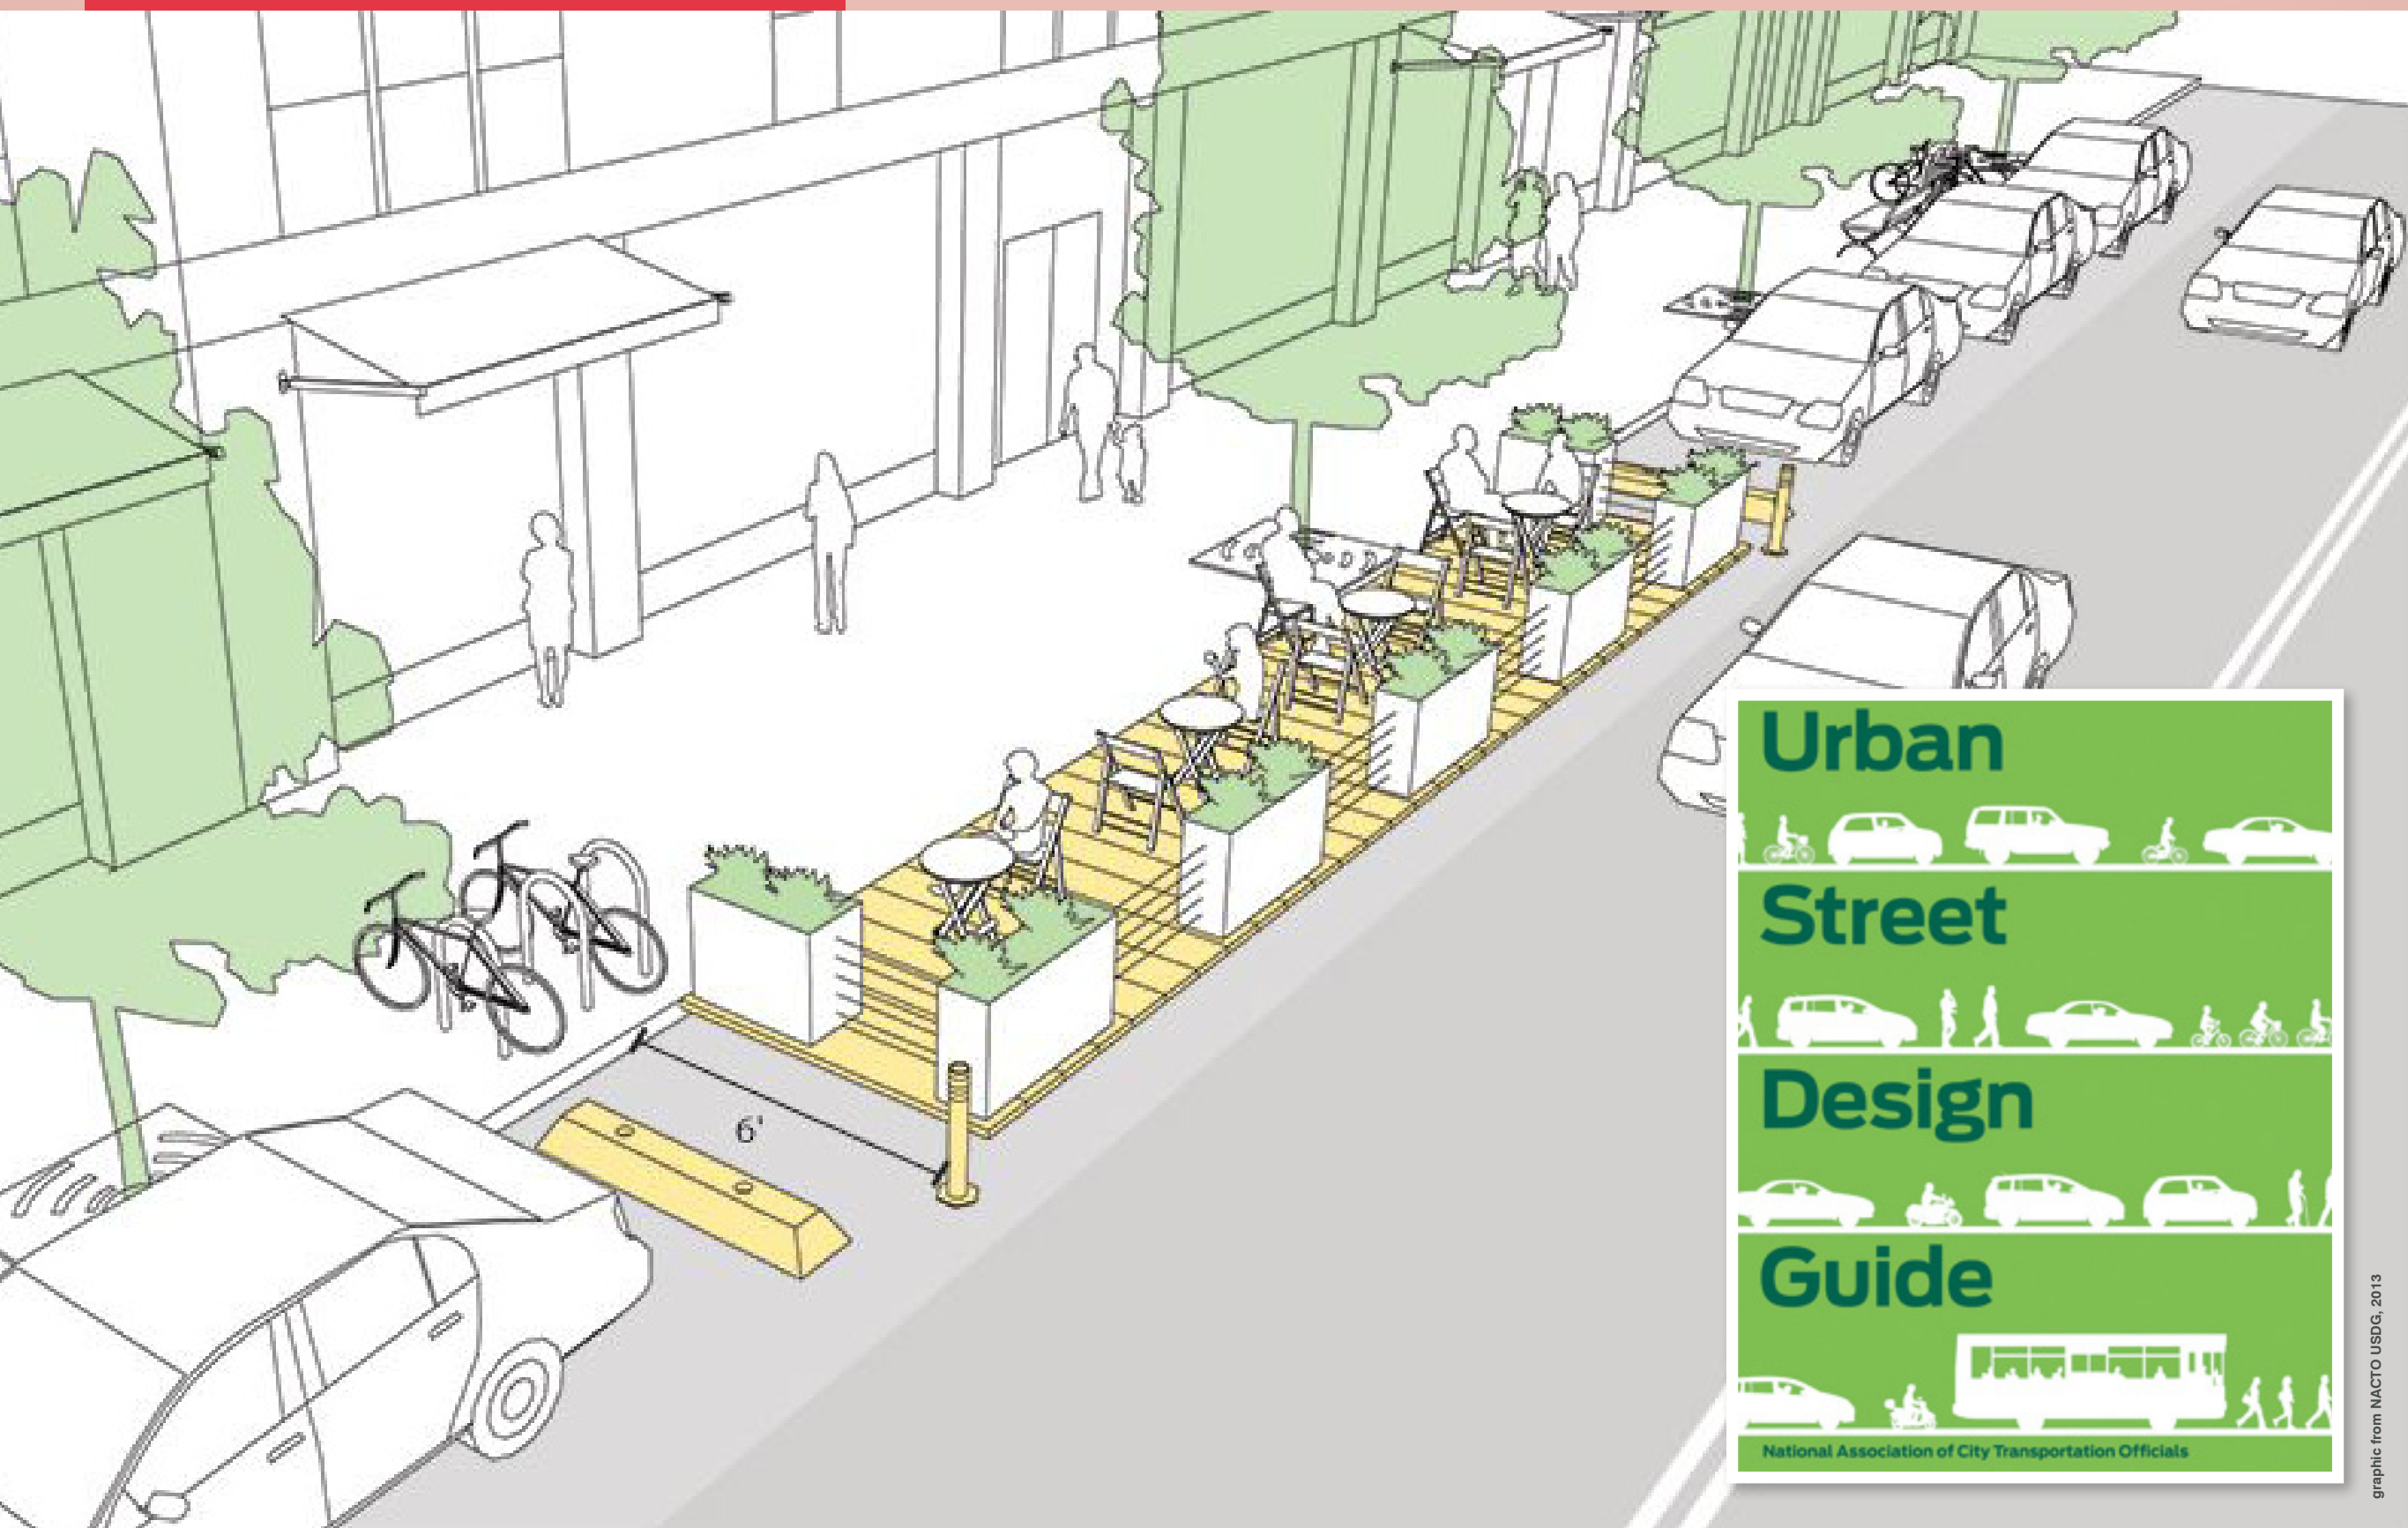 6'
Urban
Street
Design
Guide
National Association of City Transportation Officials
graphic from NACTO USDG, 2013